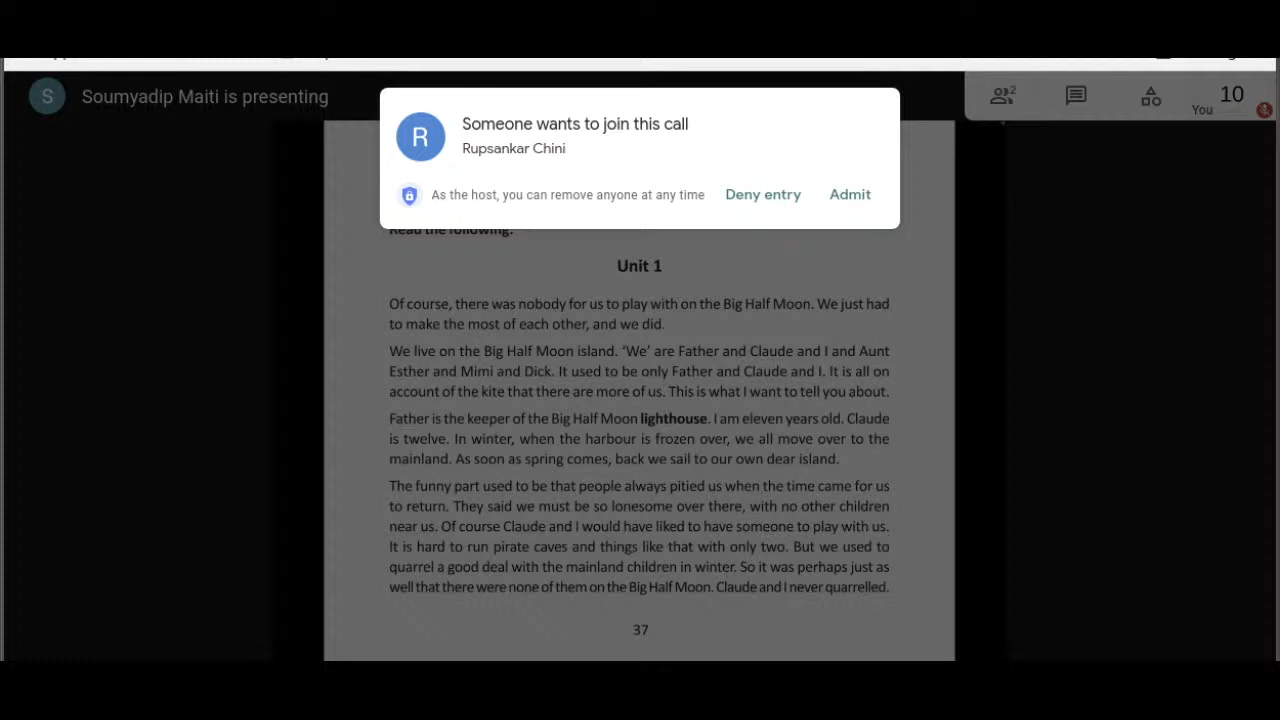 S Soumyadip Maiti is presenting
2
10
You
R
Someone wants to join this call
Rupsankar Chini
As the host, you can remove anyone at any time Deny entry Admit
Read the following:
Unit 1
Of course, there was nobody for us to play with on the Big Half Moon. We just had
to make the most of each other, and we did.
We live on the Big Half Moon island. ‘We’ are Father and Claude and I and Aunt
Esther and Mimi and Dick. It used to be only Father and Claude and I. It is all on
account of the kite that there are more of us. This is what I want to tell you about.
Father is the keeper of the Big Half Moon lighthouse. I am eleven years old. Claude
is twelve. In winter, when the harbour is frozen over, we all move over to the
mainland. As soon as spring comes, back we sail to our own dear island.
The funny part used to be that people always pitied us when the time came for us
to return. They said we must be so lonesome over there, with no other children
near us. Of course Claude and I would have liked to have someone to play with us.
It is hard to run pirate caves and things like that with only two. But we used to
quarrel a good deal with the mainland children in winter. So it was perhaps just as
well that there were none of them on the Big Half Moon. Claude and I never quarrelled.
37